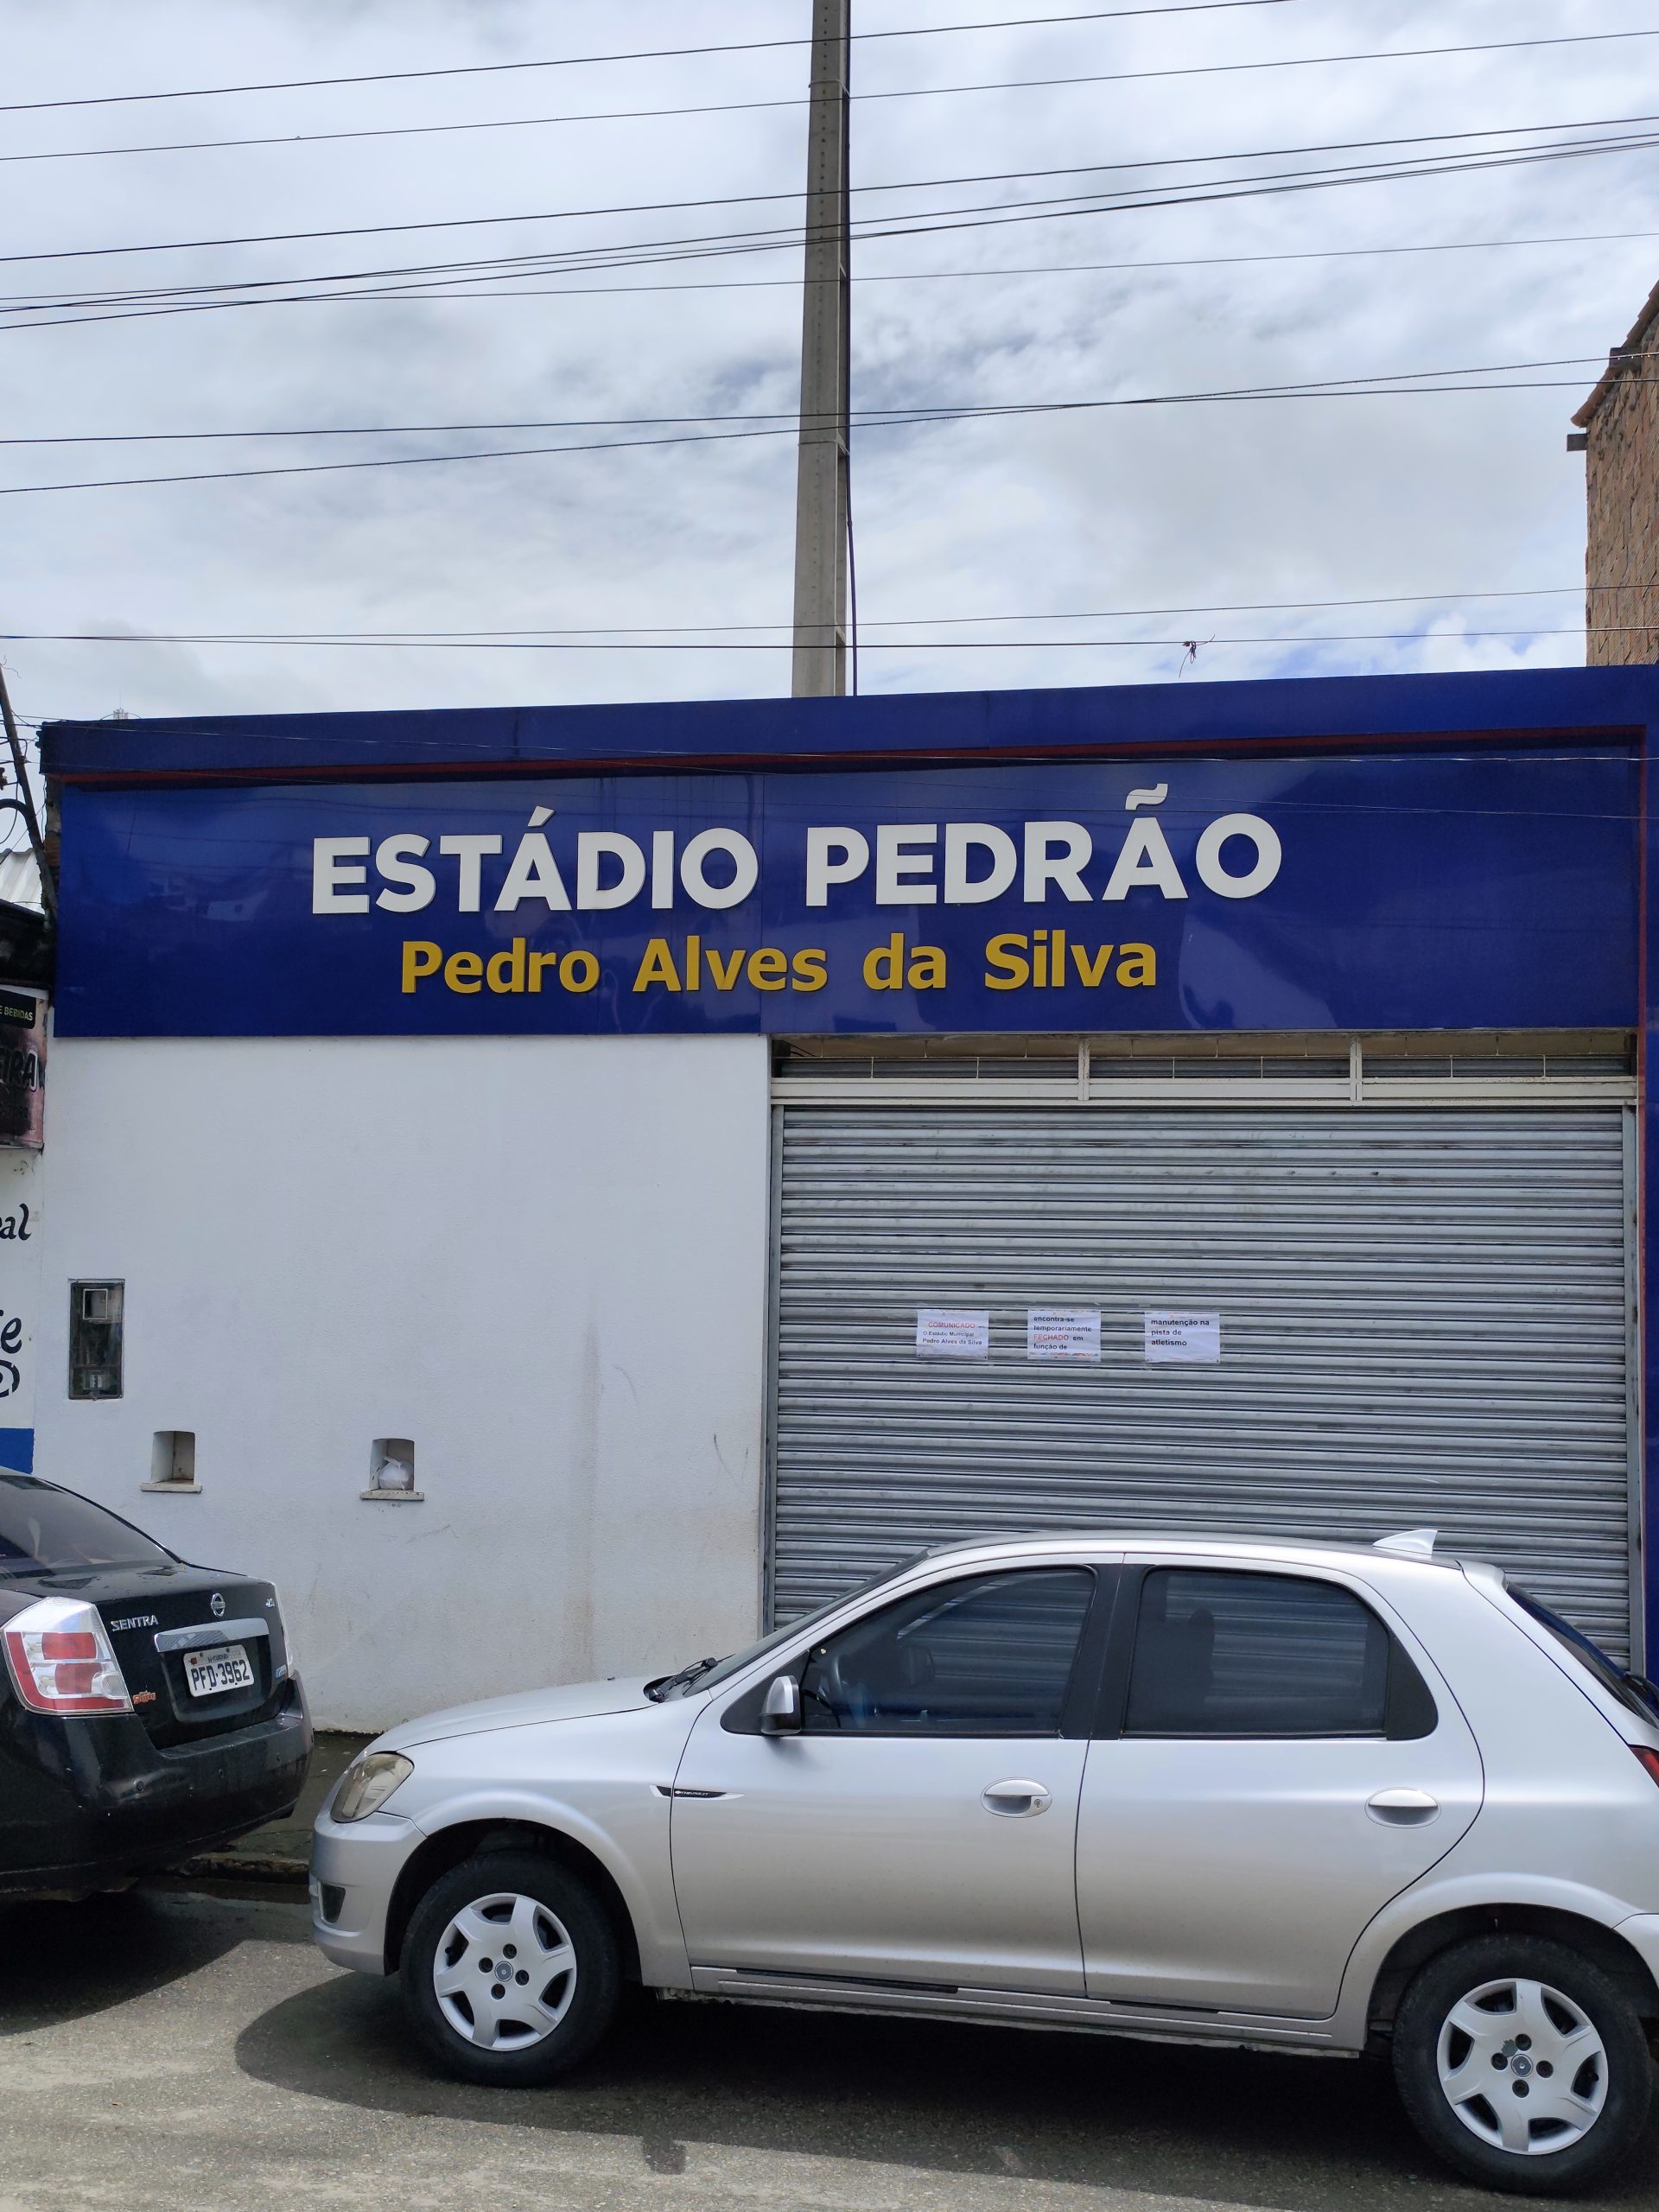 ESTÁDIO PEDRÃO
Pedro Alves da Silva
E BEBIDAS
COMUNICADO
O Estádio Municipal
Pedro Alves da Silva
encontra-se
temporariamente
FECHADO em
função de
manutenção na
pista de
atletismo
SENTRA
PFD-3962